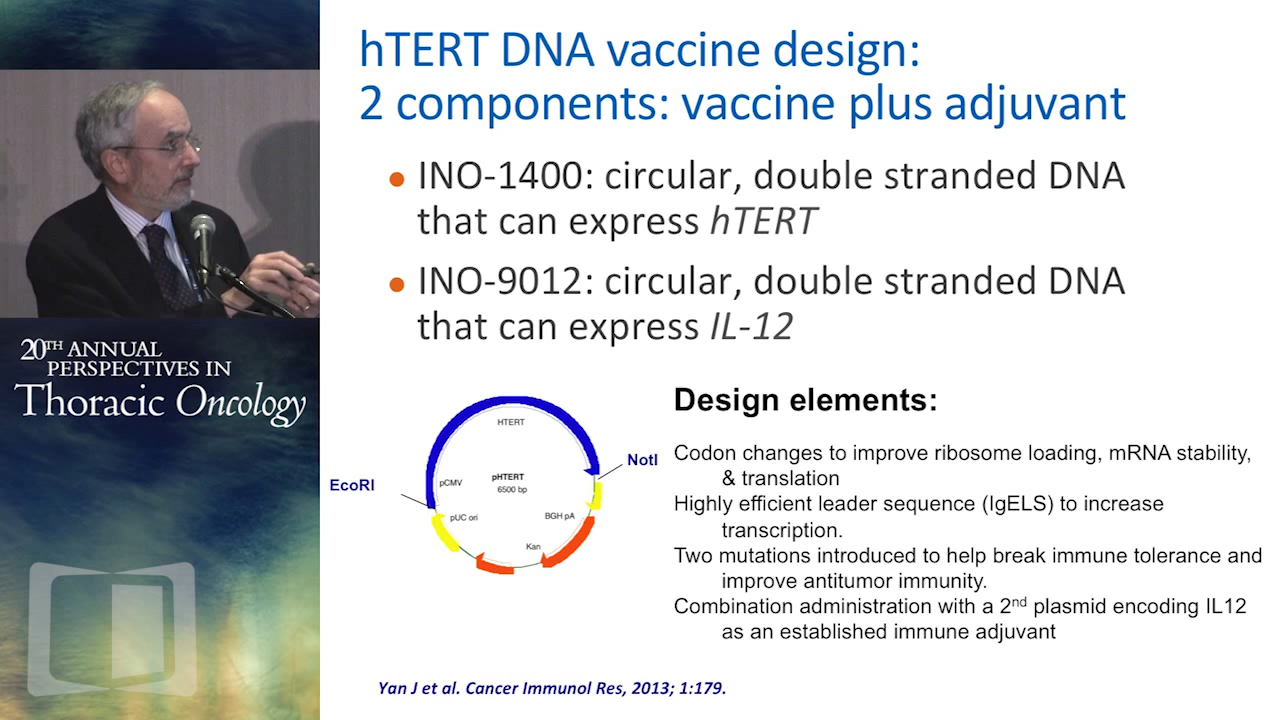 hTERT DNA vaccine design:
2 components: vaccine plus adjuvant
• INO-1400: circular, double stranded DNA
that can express hTERT
• INO-9012: circular, double stranded DNA
that can express IL-12
20TH ANNUAL
PERSPECTIVES IN
Thoracic Oncology
HTERT
NotI
EcoRI
pCMV
pHTERT
6500 bp
pUC ori
BGH pA
Kan
Design elements:
Codon changes to improve ribosome loading, mRNA stability,
& translation
Highly efficient leader sequence (IgELS) to increase
transcription.
Two mutations introduced to help break immune tolerance and
improve antitumor immunity.
Combination administration with a 2nd plasmid encoding IL12
as an established immune adjuvant
Yan J et al. Cancer Immunol Res, 2013; 1:179.